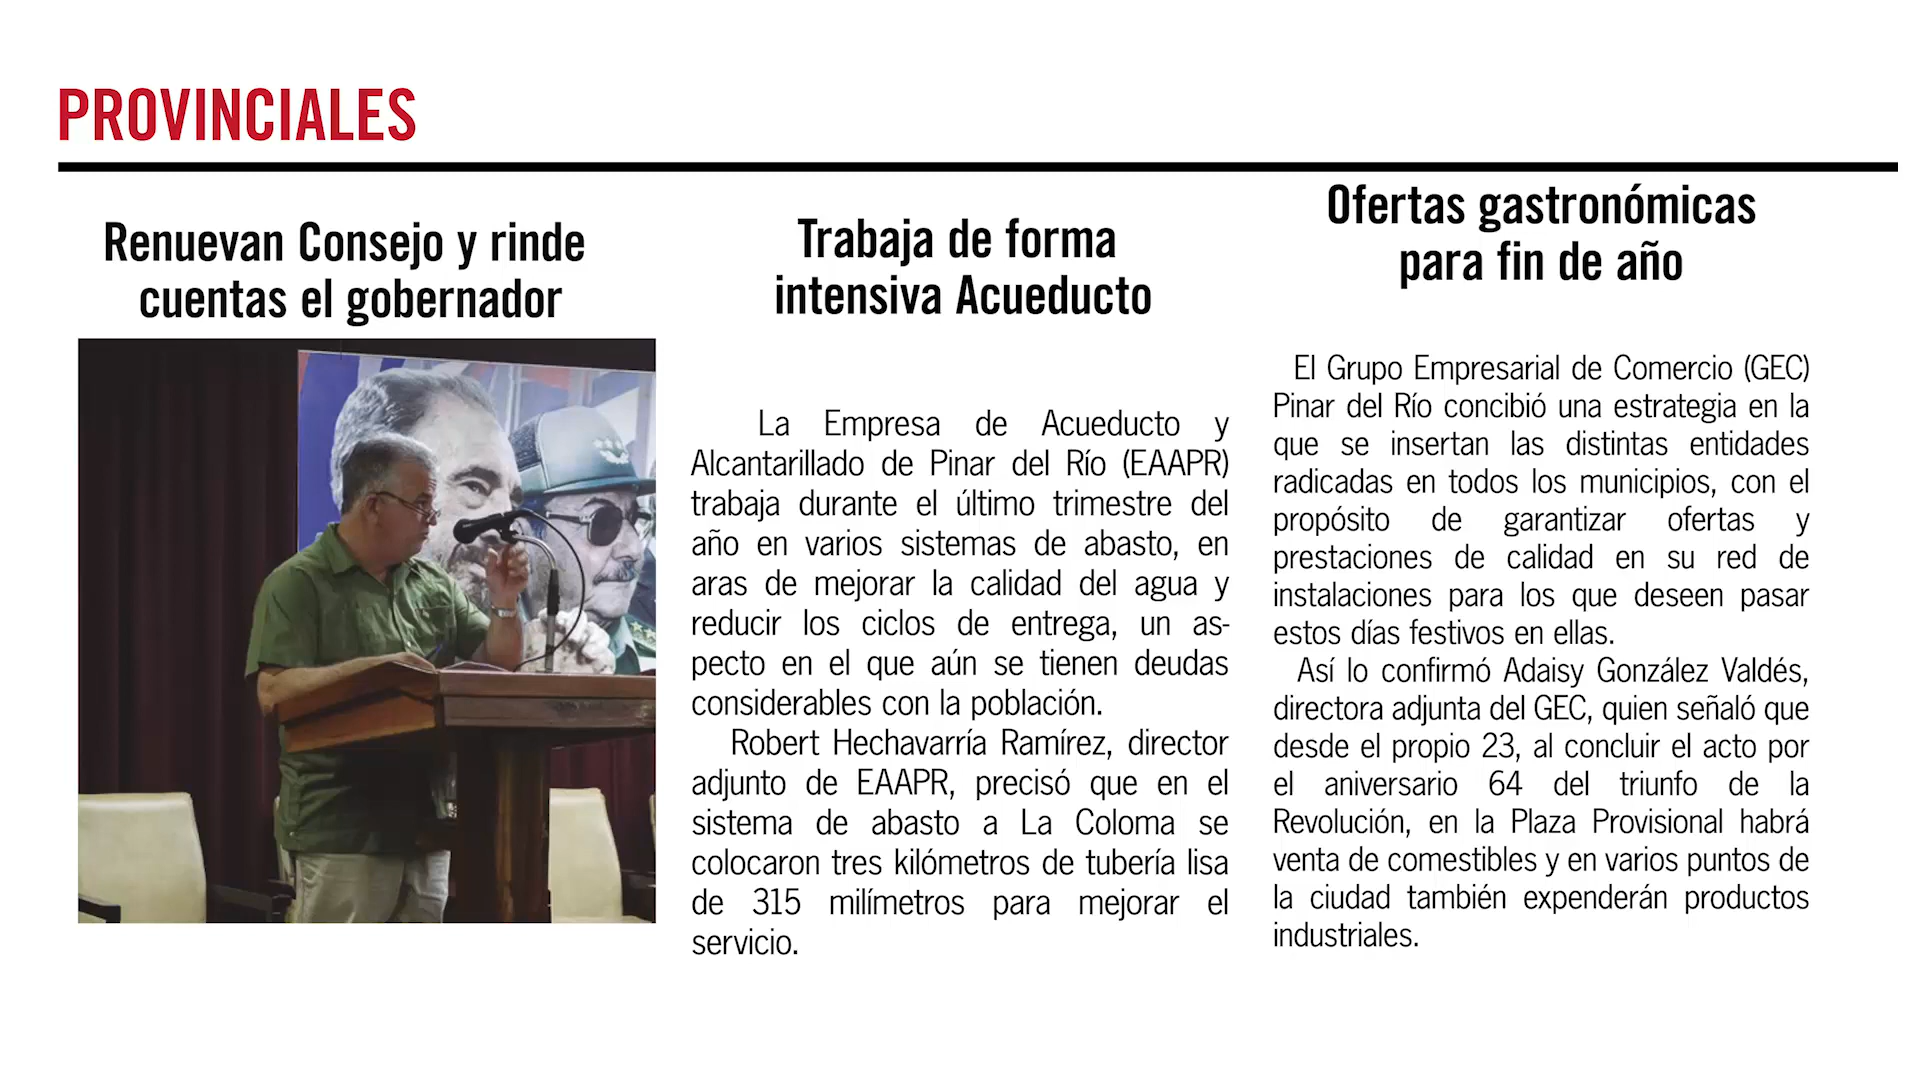 PROVINCIALES
Renuevan Consejo y rinde
cuentas el gobernador
Trabaja de forma
intensiva Acueducto
La Empresa de Acueducto y
Alcantarillado de Pinar del Río (EAAPR)
trabaja durante el último trimestre del
año en varios sistemas de abasto, en
aras de mejorar la calidad del agua y
reducir los ciclos de entrega, un as-
pecto en el que aún se tienen deudas
considerables con la población.
Robert Hechavarría Ramírez, director
adjunto de EAAPR, precisó que en el
sistema de abasto a La Coloma se
colocaron tres kilómetros de tubería lisa
de 315 milímetros para mejorar el
servicio.
Ofertas gastronómicas
para fin de año
El Grupo Empresarial de Comercio (GEC)
Pinar del Río concibió una estrategia en la
que se insertan las distintas entidades
radicadas en todos los municipios, con el
propósito de garantizar ofertas y
prestaciones de calidad en su red de
instalaciones para los que deseen pasar
estos días festivos en ellas.
Así lo confirmó Adaisy González Valdés,
directora adjunta del GEC, quien señaló que
desde el propio 23, al concluir el acto por
el aniversario 64 del triunfo de la
Revolución, en la Plaza Provisional habrá
venta de comestibles y en varios puntos de
la ciudad también expenderán productos
industriales.